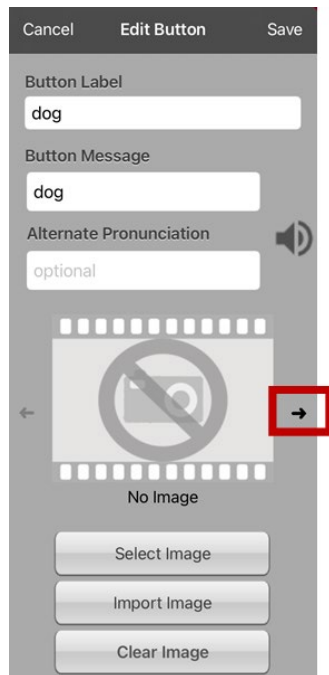 Cancel Edit Button Save
Button Label
dog
Button Message
dog
Alternate Pronunciation
optional
No Image
Select Image
Import Image
Clear Image